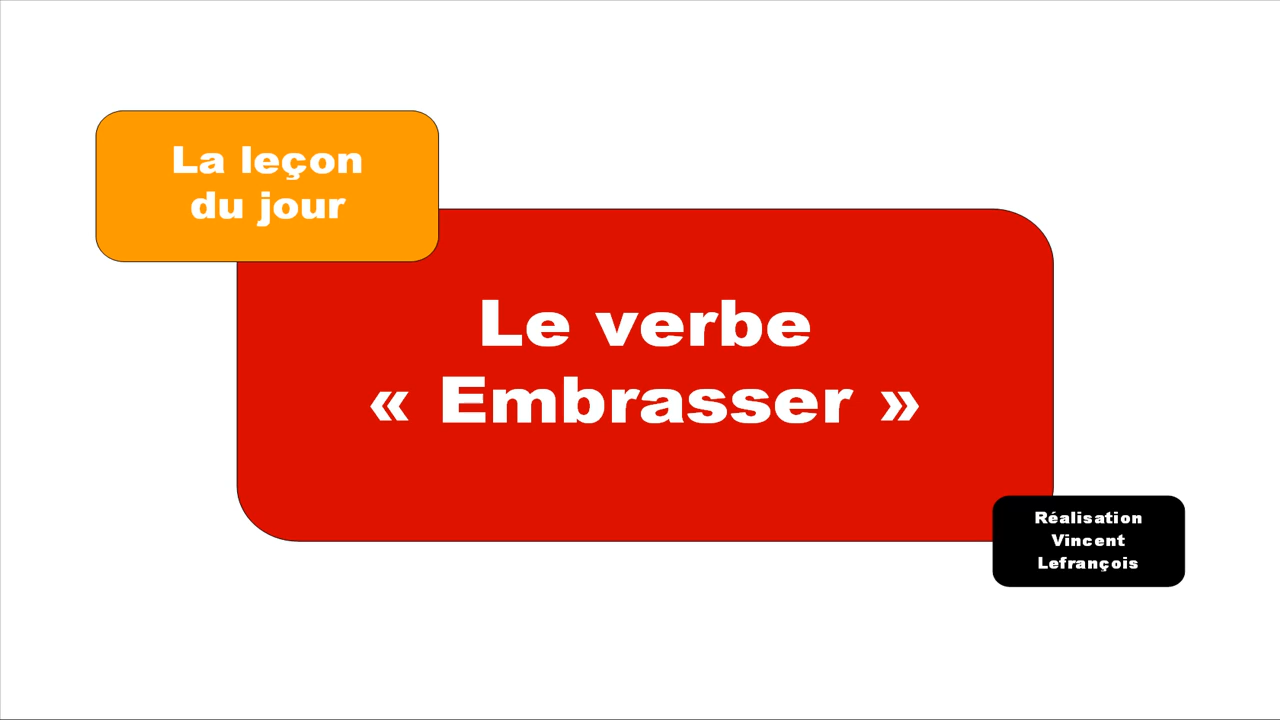 La leçon
du jour
Le verbe
« Embrasser »
Réalisation
Vincent
Lefrançois